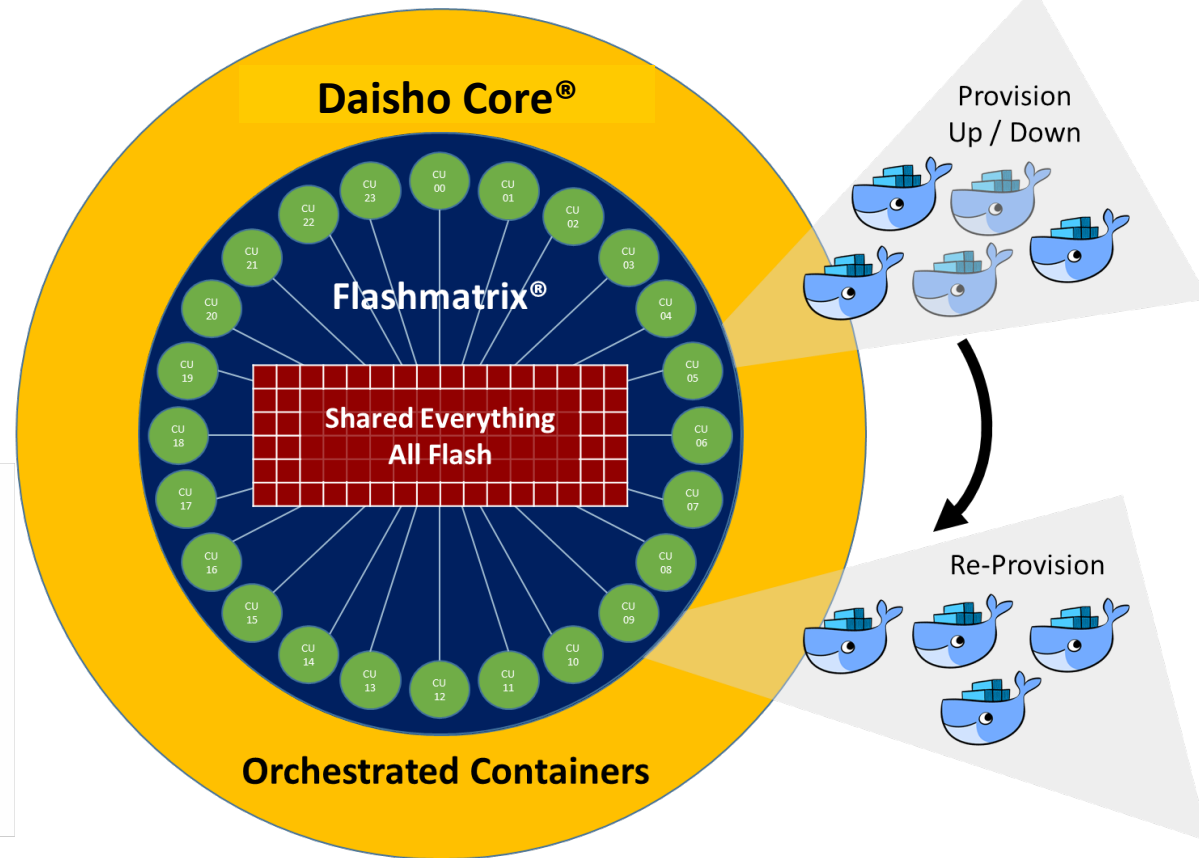 Daisho Core®
Provision
Up / Down
CU
00
CU
01
CU
02
CU
03
CU
04
CU
05
CU
06
CU
07
CU
08
CU
09
CU
10
CU
11
CU
12
CU
13
CU
14
CU
15
CU
16
CU
17
CU
18
CU
19
CU
20
CU
21
CU
22
CU
23
Flashmatrix®
Shared Everything
All Flash
Re-Provision
Orchestrated Containers